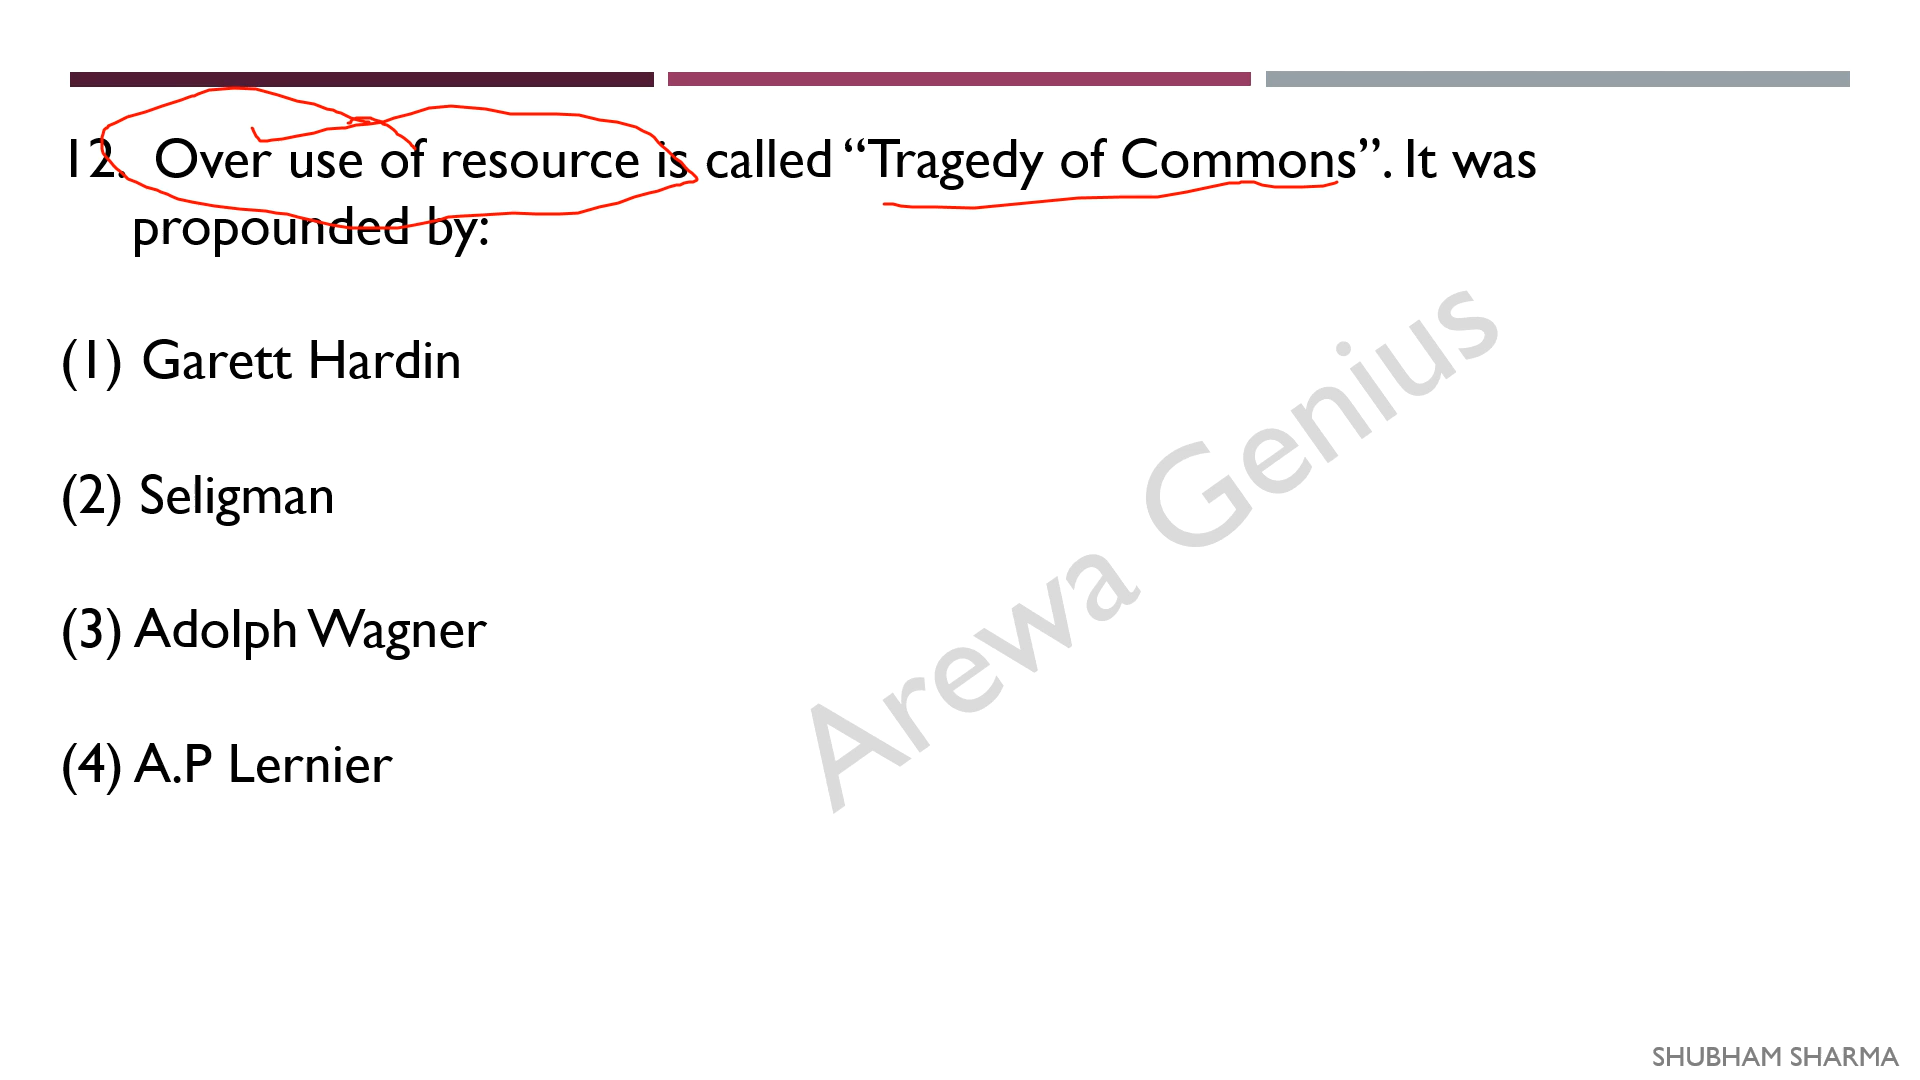 12. Over use of resource is called “Tragedy of Commons”. It was
propounded by:
(1) Garett Hardin
(2) Seligman
(3) Adolph Wagner
(4) A.P Lernier
Arewa Genius
SHUBHAM SHARMA